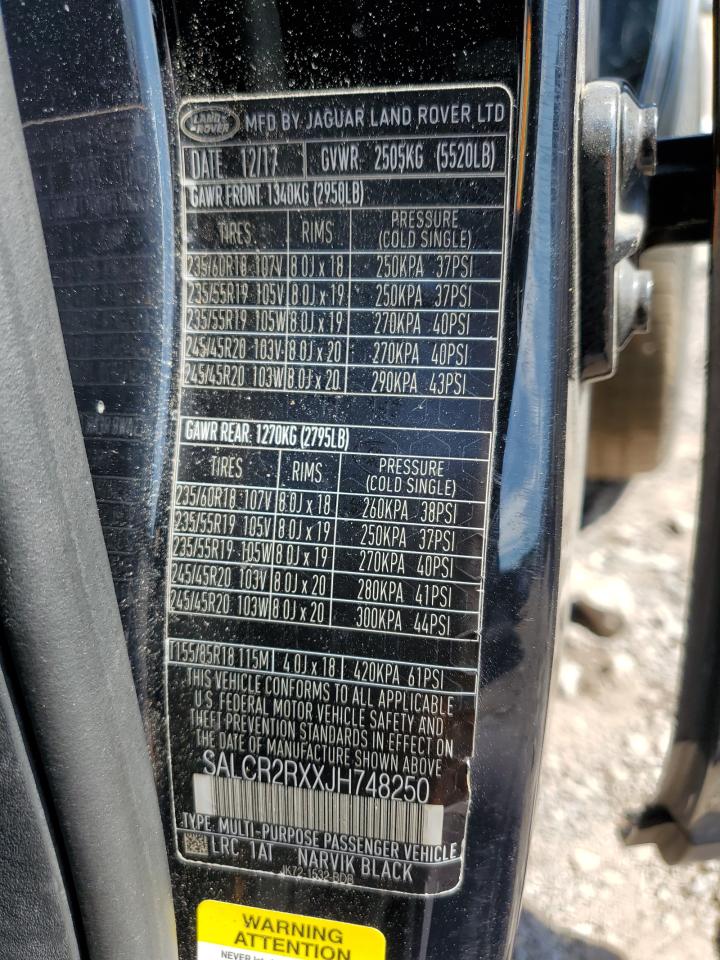 LAND ROVER MFD BY JAGUAR LAND ROVER LTD
DATE 12/17 GVWR 2505KG (5520LB)
GAWR FRONT 1340KG (2950LB)
TIRES RIMS PRESSURE (COLD SINGLE)
235/60R18 107V 8.0J x 18 250KPA 37PSI
235/55R19 105V 8.0J x 19 250KPA 37PSI
235/55R19 105W 8.0J x 19 270KPA 40PSI
245/45R20 103V 8.0J x 20 270KPA 40PSI
245/45R20 103W 8.0J x 20 290KPA 43PSI
GAWR REAR: 1270KG (2795LB)
TIRES RIMS PRESSURE (COLD SINGLE)
235/60R18 107V 8.0J x 18 260KPA 38PSI
235/55R19 105V 8.0J x 19 250KPA 37PSI
235/55R19 105W 8.0J x 19 270KPA 40PSI
245/45R20 103V 8.0J x 20 280KPA 41PSI
245/45R20 103W 8.0J x 20 300KPA 44PSI
T155/85R18 115M 4.0J x 18 420KPA 61PSI
THIS VEHICLE CONFORMS TO ALL APPLICABLE
U.S. FEDERAL MOTOR VEHICLE SAFETY AND
THEFT PREVENTION STANDARDS IN EFFECT ON
THE DATE OF MANUFACTURE SHOWN ABOVE
SALCR2RXXJH748250
TYPE: MULTI-PURPOSE PASSENGER VEHICLE
LRC 1AT NARVIK BLACK
WARNING
ATTENTION
NEVER